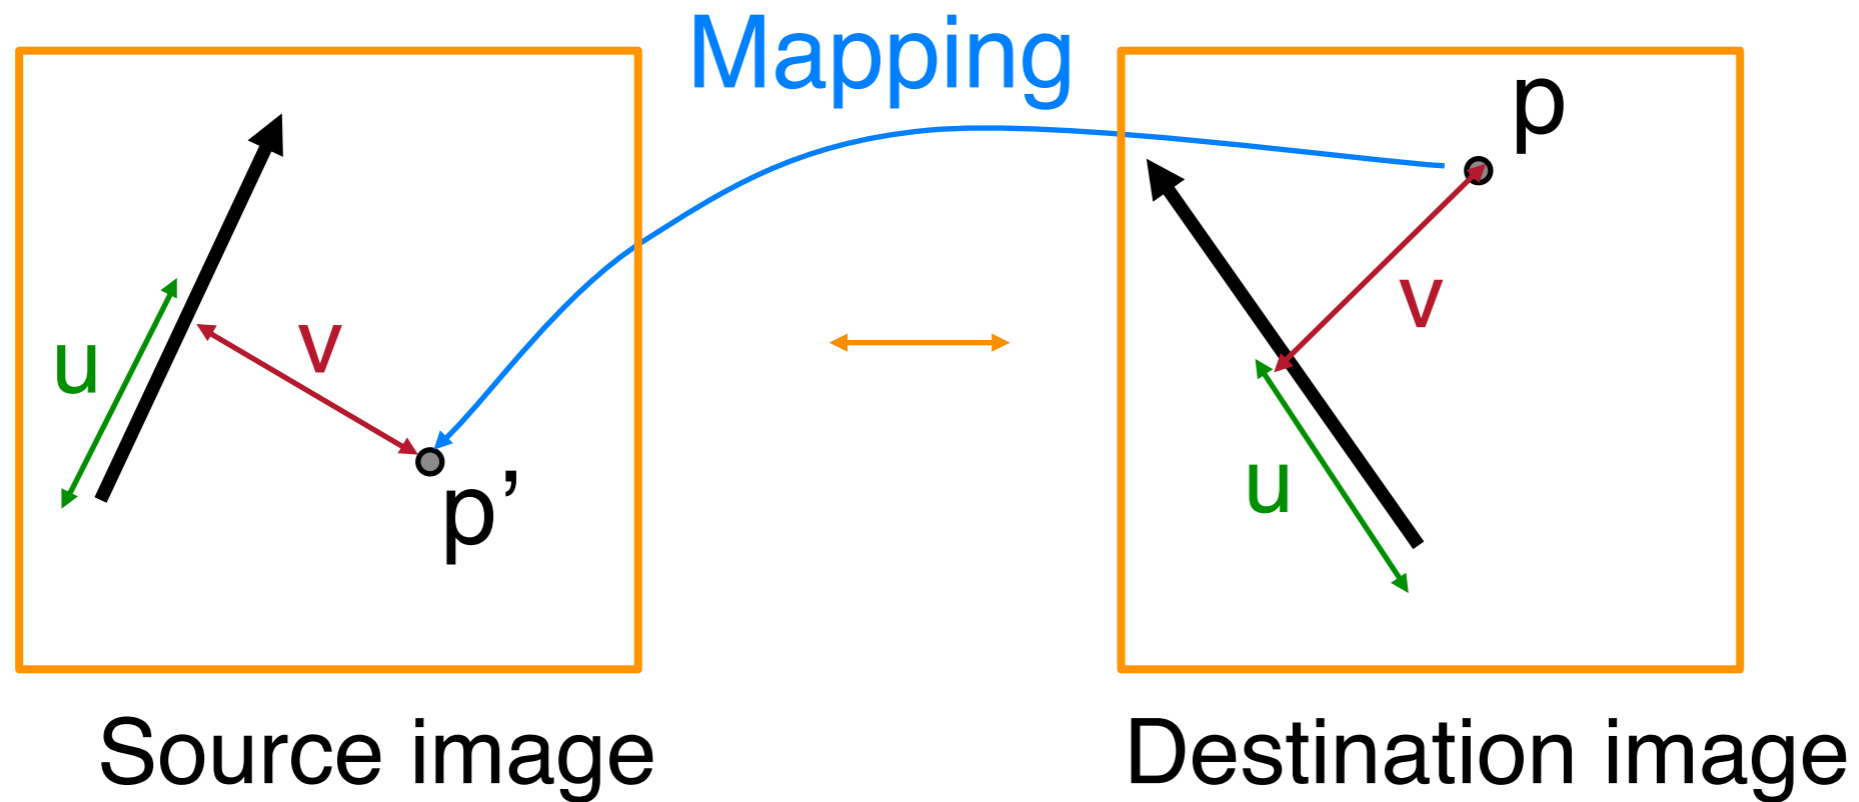 Mapping
p
v
u
v
u
p’
Source image
Destination image